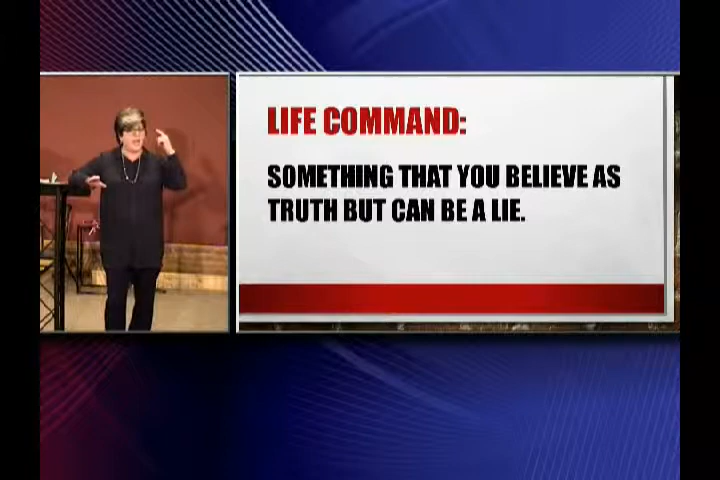 LIFE COMMAND:
SOMETHING THAT YOU BELIEVE AS
TRUTH BUT CAN BE A LIE.